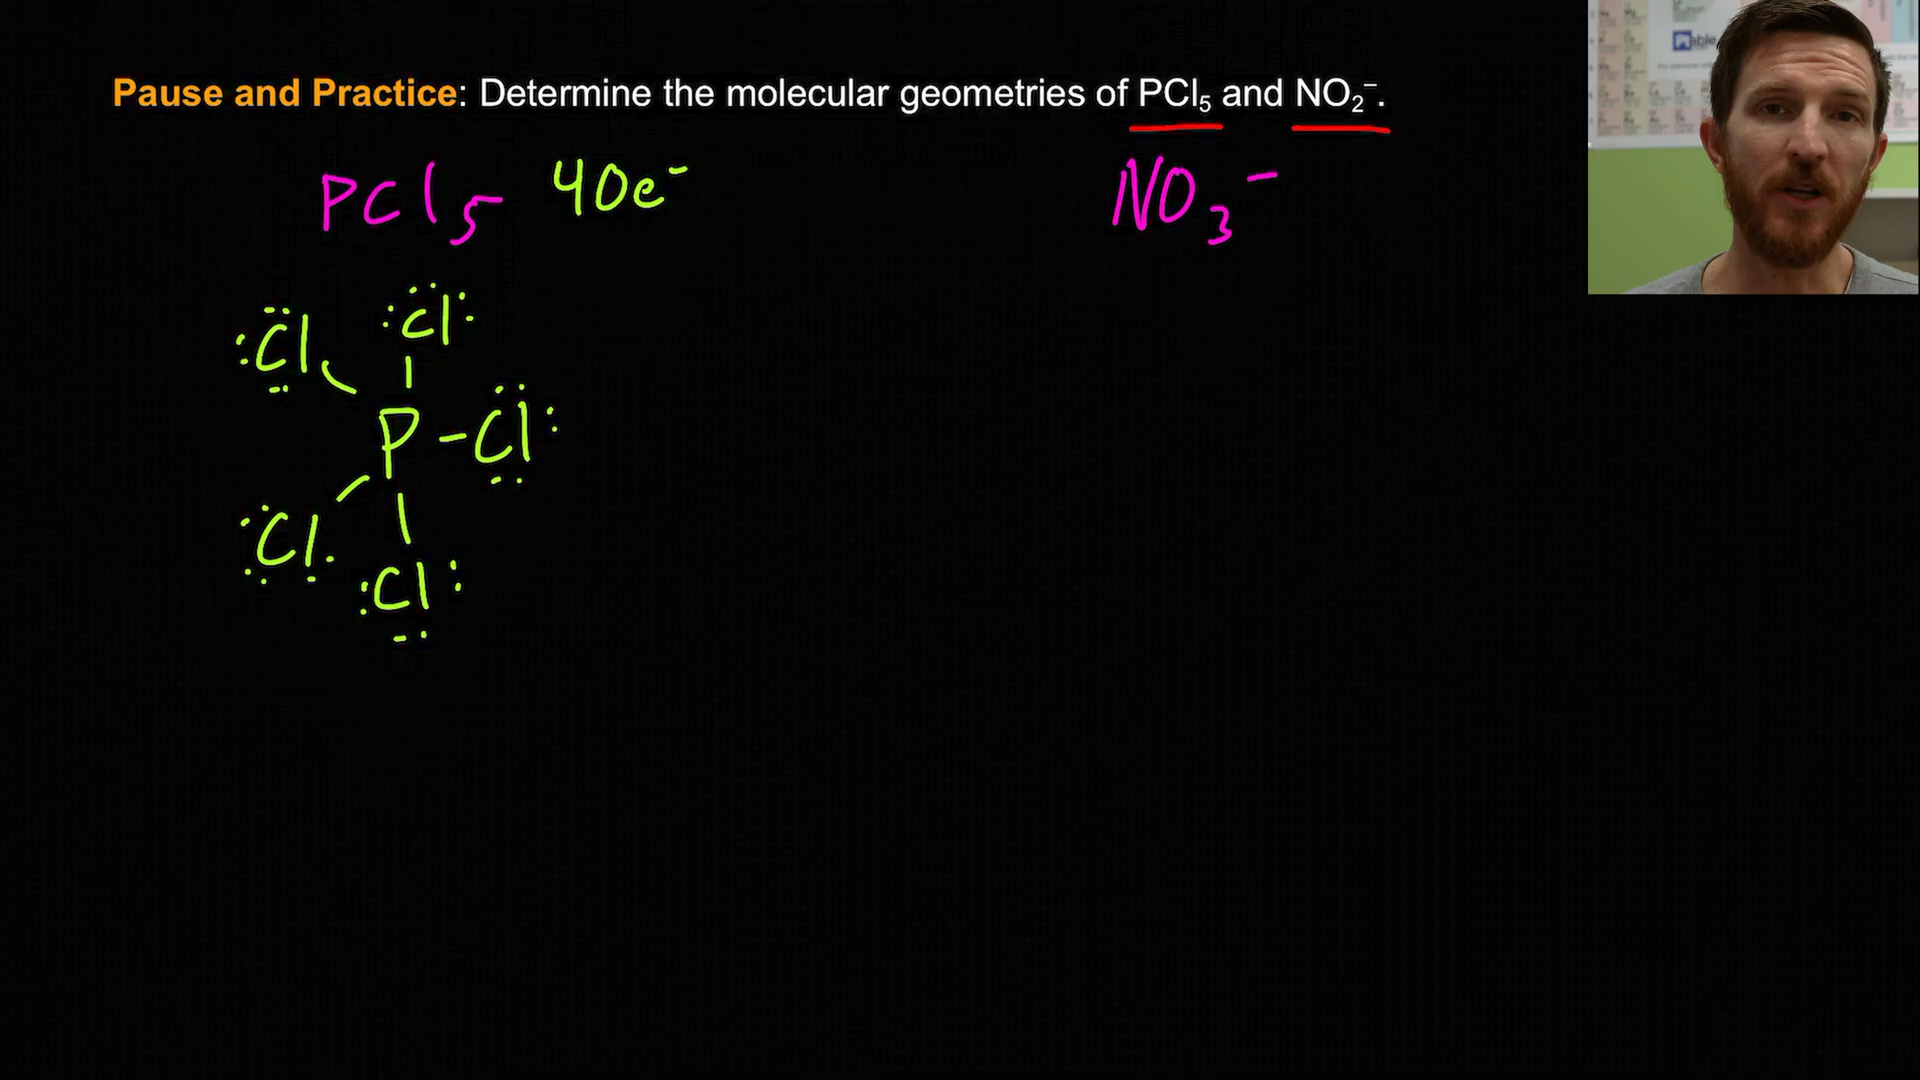 Pause and Practice: Determine the molecular geometries of PCl₅ and NO₂⁻.
PCl₅ 40e⁻
NO₃⁻
Cl Cl
P - Cl
Cl
Cl